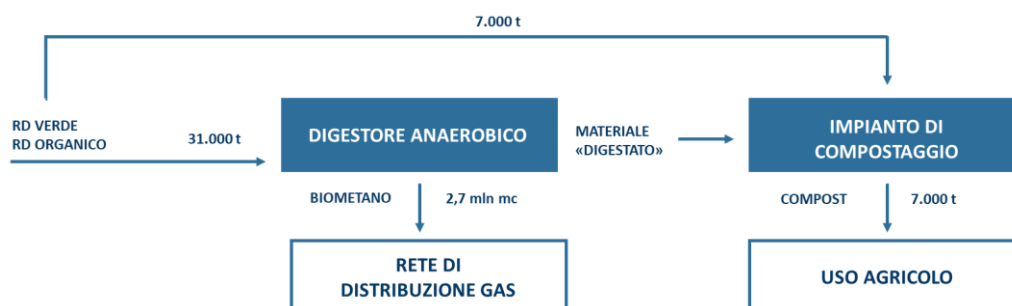 7.000 t
RD VERDE
RD ORGANICO
31.000 t
DIGESTORE ANAEROBICO
MATERIALE
«DIGESTATO»
IMPIANTO DI
COMPOSTAGGIO
BIOMETANO
2,7 mln mc
COMPOST
7.000 t
RETE DI
DISTRIBUZIONE GAS
USO AGRICOLO